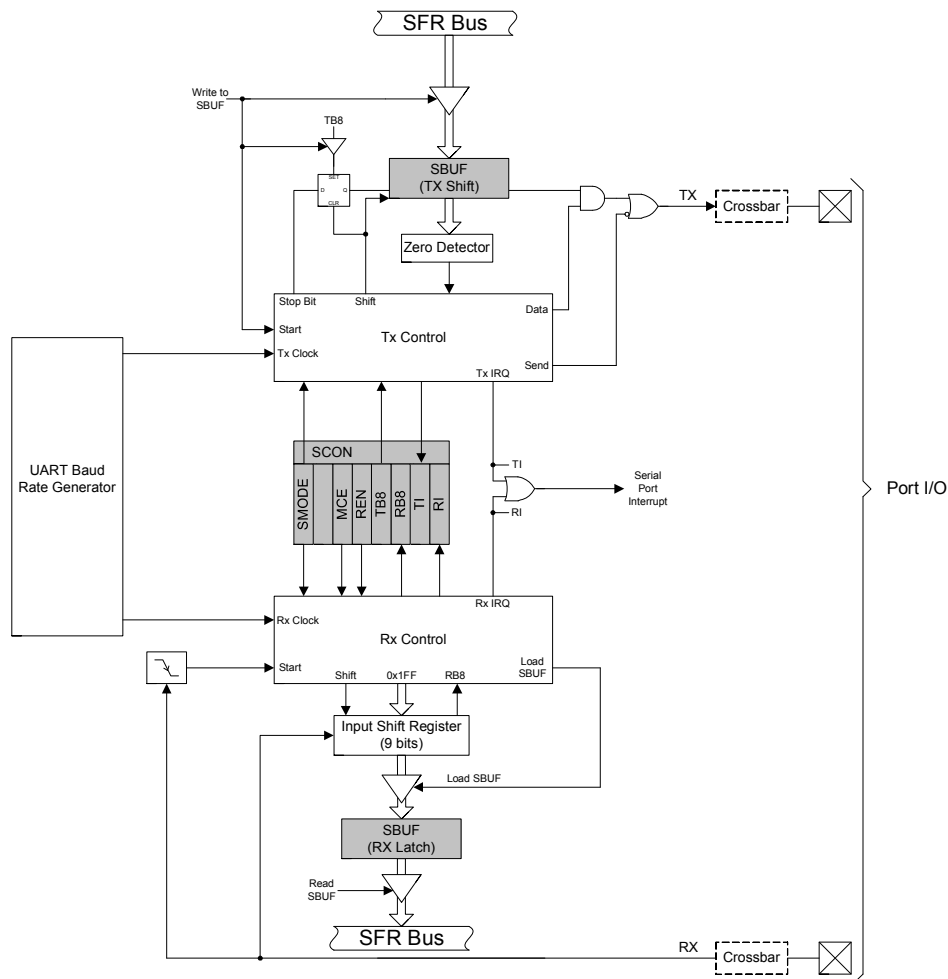 SFR Bus
Write to
SBUF
TB8
SET
D
Q
CLR
SBUF
(TX Shift)
TX
Crossbar
Zero Detector
Stop Bit
Shift
Data
Start
Tx Control
Tx Clock
Send
Tx IRQ
UART Baud
Rate Generator
SCON
SMODE
MCE
REN
TB8
RB8
TI
RI
TI
RI
Serial
Port
Interrupt
Port I/O
Rx IRQ
Rx Clock
Rx Control
Start
Load
SBUF
Shift
0x1FF
RB8
Input Shift Register
(9 bits)
Load SBUF
SBUF
(RX Latch)
Read
SBUF
SFR Bus
RX
Crossbar